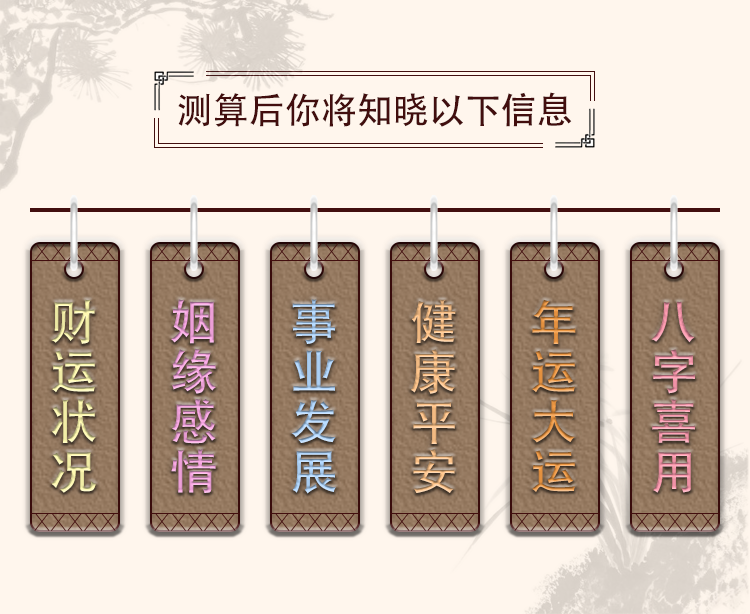 测算后你将知晓以下信息
财运状况
姻缘感情
事业发展
健康平安
年运大运
八字喜用